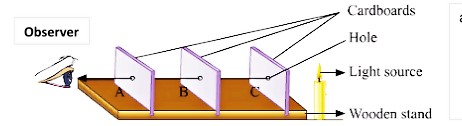 Cardboards
Observer
Hole
Light source
A B C
Wooden stand
a